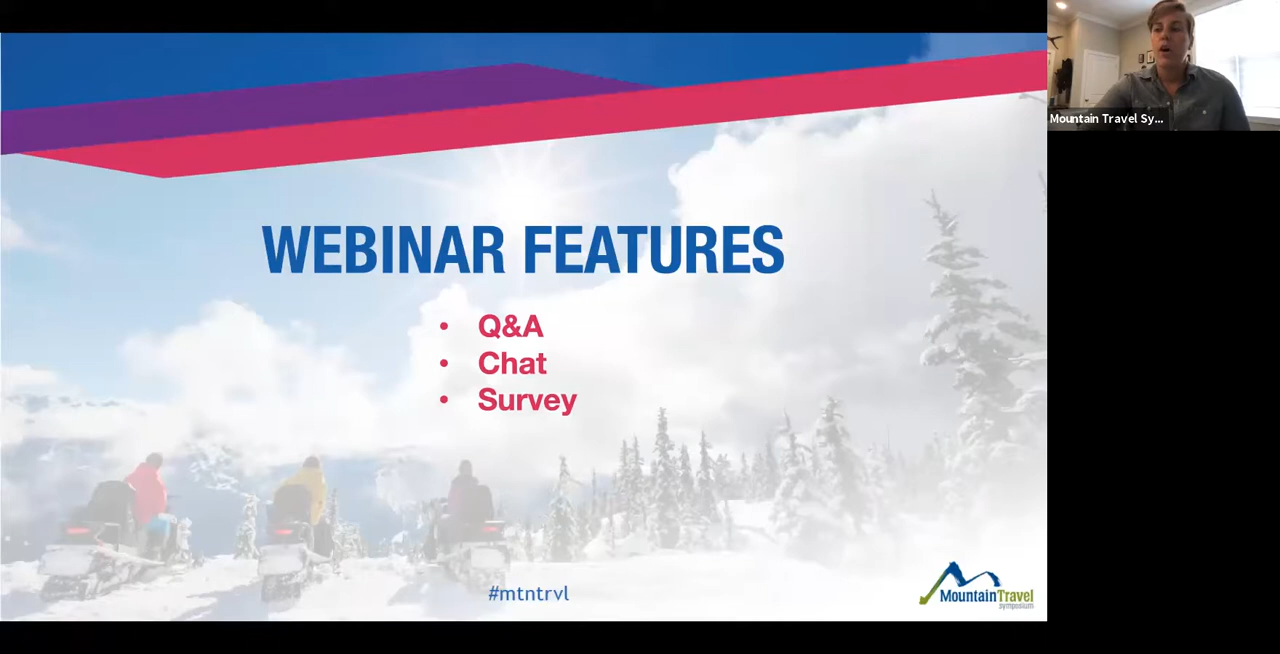 Mountain Travel Sy...
WEBINAR FEATURES
• Q&A
• Chat
• Survey
#mtntrvl
MountainTravel
symposium